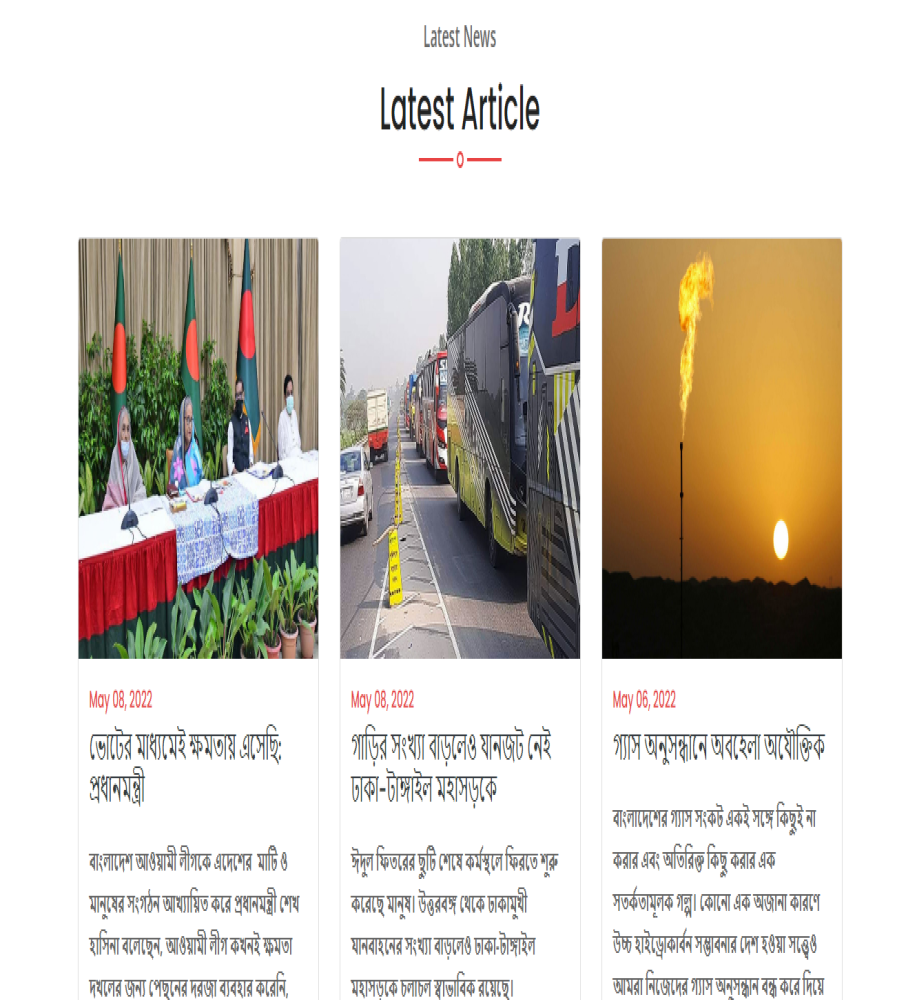 Latest News
Latest Article
May 08, 2022
ভোটের মাধ্যমেই ক্ষমতায় এসেছি:
প্রধানমন্ত্রী
বাংলাদেশ আওয়ামী লীগকে এদেশের মাটি ও
মানুষের সংগঠন আখ্যায়িত করে প্রধানমন্ত্রী শেখ
হাসিনা বলেছেন, আওয়ামী লীগ কখনই ক্ষমতা
দখলের জন্য পেছনের দরজা ব্যবহার করেনি,
May 08, 2022
গাড়ির সংখ্যা বাড়লেও যানজট নেই
ঢাকা-টাঙ্গাইল মহাসড়কে
ঈদুল ফিতরের ছুটি শেষে কর্মস্থলে ফিরতে শুরু
করেছে মানুষ। উত্তরবঙ্গ থেকে ঢাকামুখী
যানবাহনের সংখ্যা বাড়লেও ঢাকা-টাঙ্গাইল
মহাসড়কে চলাচল স্বাভাবিক রয়েছে।
May 06, 2022
গ্যাস অনুসন্ধানে অবহেলা অযৌক্তিক
বাংলাদেশের গ্যাস সংকট একই সঙ্গে কিছুই না
করার এবং অতিরিক্ত কিছু করার এক
সতর্কতামূলক গল্প। কোনো এক অজানা কারণে
উচ্চ হাইড্রোকার্বন সম্ভাবনার দেশ হওয়া সত্ত্বেও
আমরা নিজেদের গ্যাস অনুসন্ধান বন্ধ করে দিয়ে